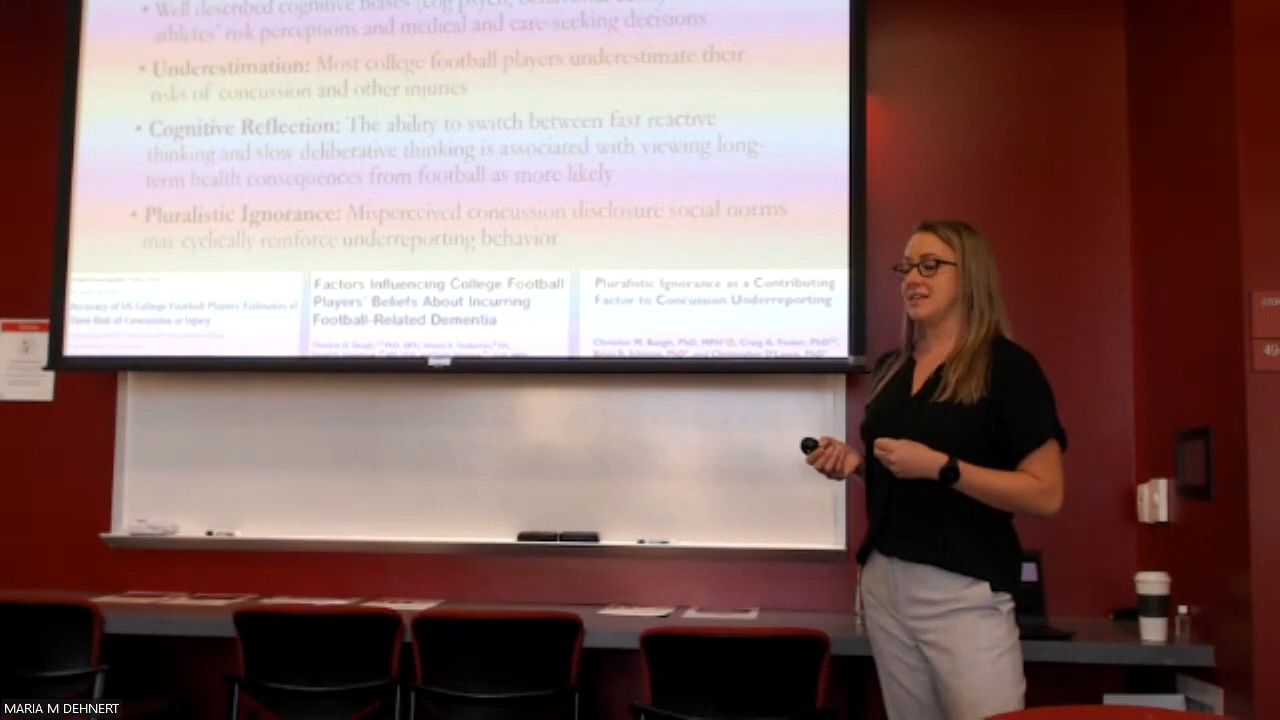 • Well described cognitive biases (cog psych, behavioral
athletes' risk perceptions and medical and care-seeking decisions
• Underestimation: Most college football players underestimate their
risks of concussion and other injuries
• Cognitive Reflection: The ability to switch between fast reactive
thinking and slow deliberative thinking is associated with viewing long-
term health consequences from football as more likely
• Pluralistic Ignorance: Misperceived concussion disclosure social norms
may cyclically reinforce underreporting behavior
Accuracy of US College Football Players' Estimates of
Their Risk of Concussion or Injury
Factors Influencing College Football
Players' Beliefs About Incurring
Football-Related Dementia
Pluralistic Ignorance as a Contributing
Factor to Concussion Underreporting
Christine M. Baugh, PhD, MPH
MARIA M DEHNERT